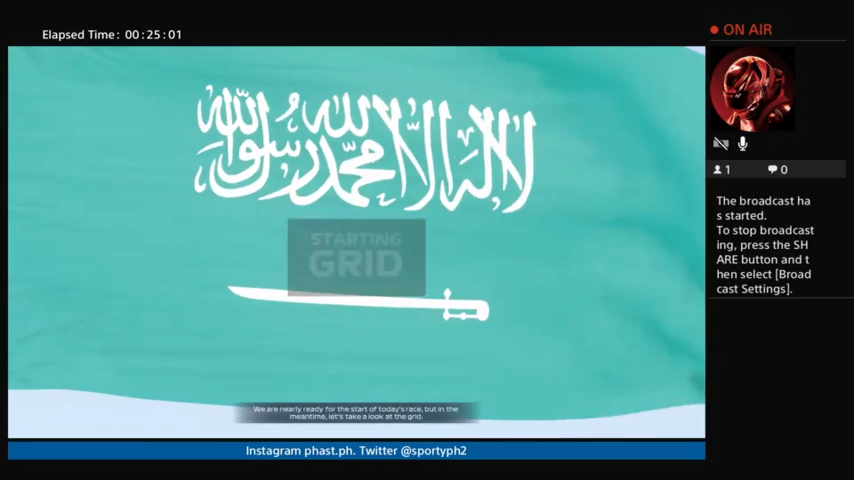 Elapsed Time: 00:25:01
ON AIR
لا إله إلا الله محمد رسول الله
STARTING
GRID
1
0
The broadcast ha
s started.
To stop broadcast
ing, press the SH
ARE button and t
hen select [Broad
cast Settings].
We are nearly ready for the start of today's race, but in the
meantime, let's take a look at the grid.
Instagram phast.ph. Twitter @sportyph2